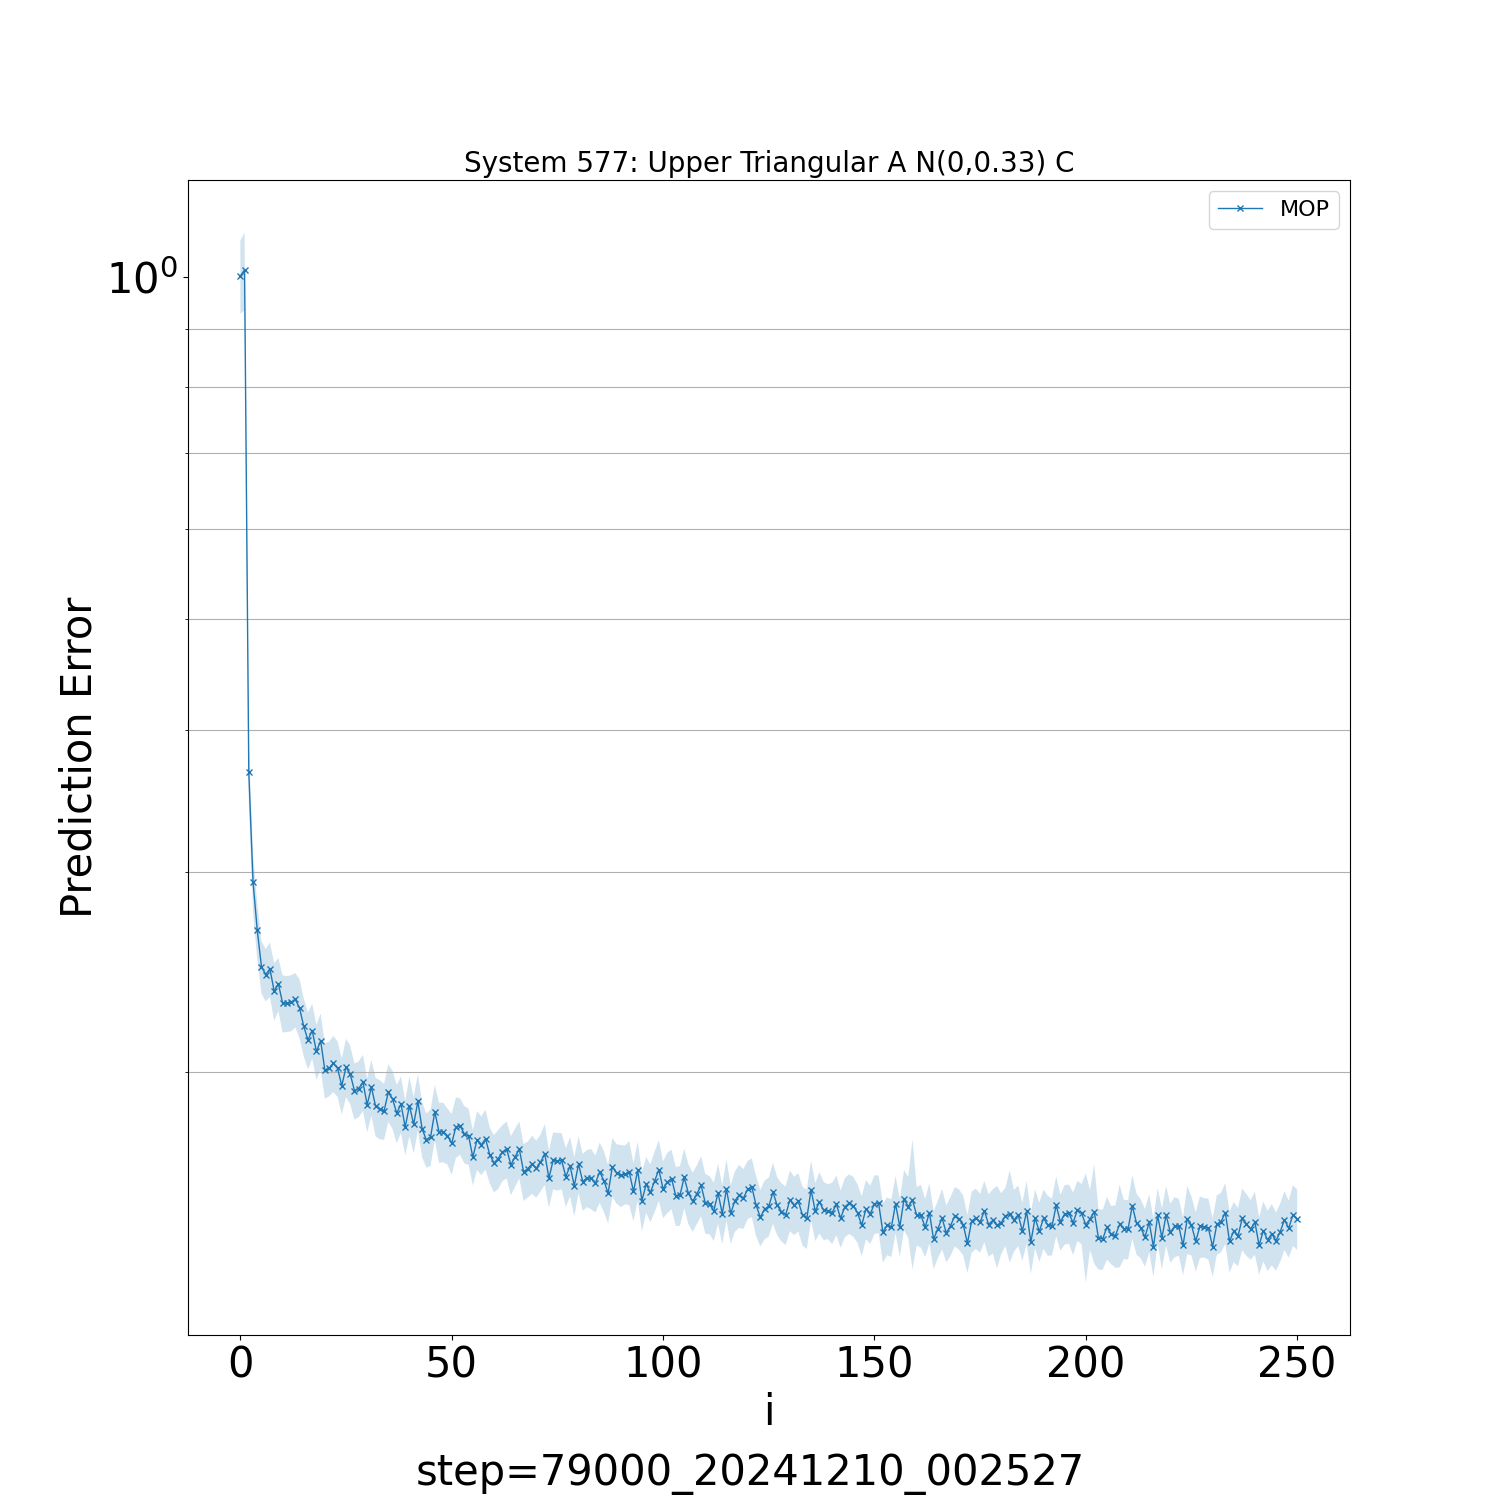 System 577: Upper Triangular A N(0,0.33) C
MOP
10⁰
Prediction Error
0 50 100 150 200 250
i
step=79000_20241210_002527